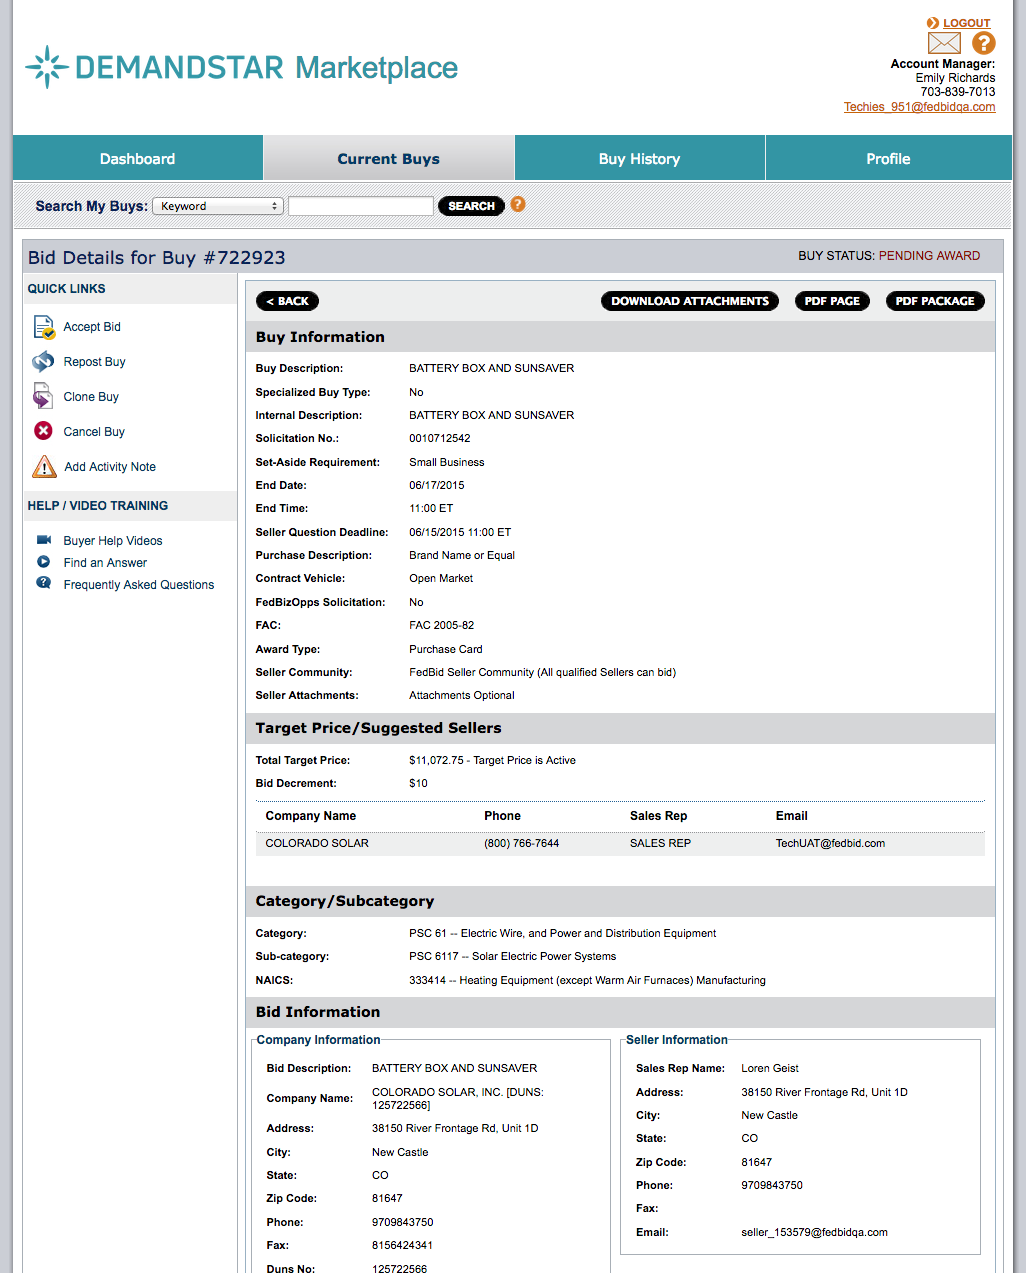 LOGOUT
DEMANDSTAR Marketplace
?
Account Manager:
Emily Richards
703-839-7013
Techies_951@fedbidqa.com
Dashboard
Current Buys
Buy History
Profile
Search My Buys: Keyword SEARCH ?
Bid Details for Buy #722923
BUY STATUS: PENDING AWARD
QUICK LINKS
Accept Bid
Repost Buy
Clone Buy
Cancel Buy
Add Activity Note
HELP / VIDEO TRAINING
Buyer Help Videos
Find an Answer
? Frequently Asked Questions
< BACK
DOWNLOAD ATTACHMENTS
PDF PAGE
PDF PACKAGE
Buy Information
Buy Description: BATTERY BOX AND SUNSAVER
Specialized Buy Type: No
Internal Description: BATTERY BOX AND SUNSAVER
Solicitation No.: 0010712542
Set-Aside Requirement: Small Business
End Date: 06/17/2015
End Time: 11:00 ET
Seller Question Deadline: 06/15/2015 11:00 ET
Purchase Description: Brand Name or Equal
Contract Vehicle: Open Market
FedBizOpps Solicitation: No
FAC: FAC 2005-82
Award Type: Purchase Card
Seller Community: FedBid Seller Community (All qualified Sellers can bid)
Seller Attachments: Attachments Optional
Target Price/Suggested Sellers
Total Target Price: $11,072.75 - Target Price is Active
Bid Decrement: $10
Company Name Phone Sales Rep Email
COLORADO SOLAR (800) 766-7644 SALES REP TechUAT@fedbid.com
Category/Subcategory
Category: PSC 61 -- Electric Wire, and Power and Distribution Equipment
Sub-category: PSC 6117 -- Solar Electric Power Systems
NAICS: 333414 -- Heating Equipment (except Warm Air Furnaces) Manufacturing
Bid Information
Company Information
Bid Description: BATTERY BOX AND SUNSAVER
Company Name: COLORADO SOLAR, INC. [DUNS:
125722566]
Address: 38150 River Frontage Rd, Unit 1D
City: New Castle
State: CO
Zip Code: 81647
Phone: 9709843750
Fax: 8156424341
Duns No: 125722566
Seller Information
Sales Rep Name: Loren Geist
Address: 38150 River Frontage Rd, Unit 1D
City: New Castle
State: CO
Zip Code: 81647
Phone: 9709843750
Fax:
Email: seller_153579@fedbidqa.com